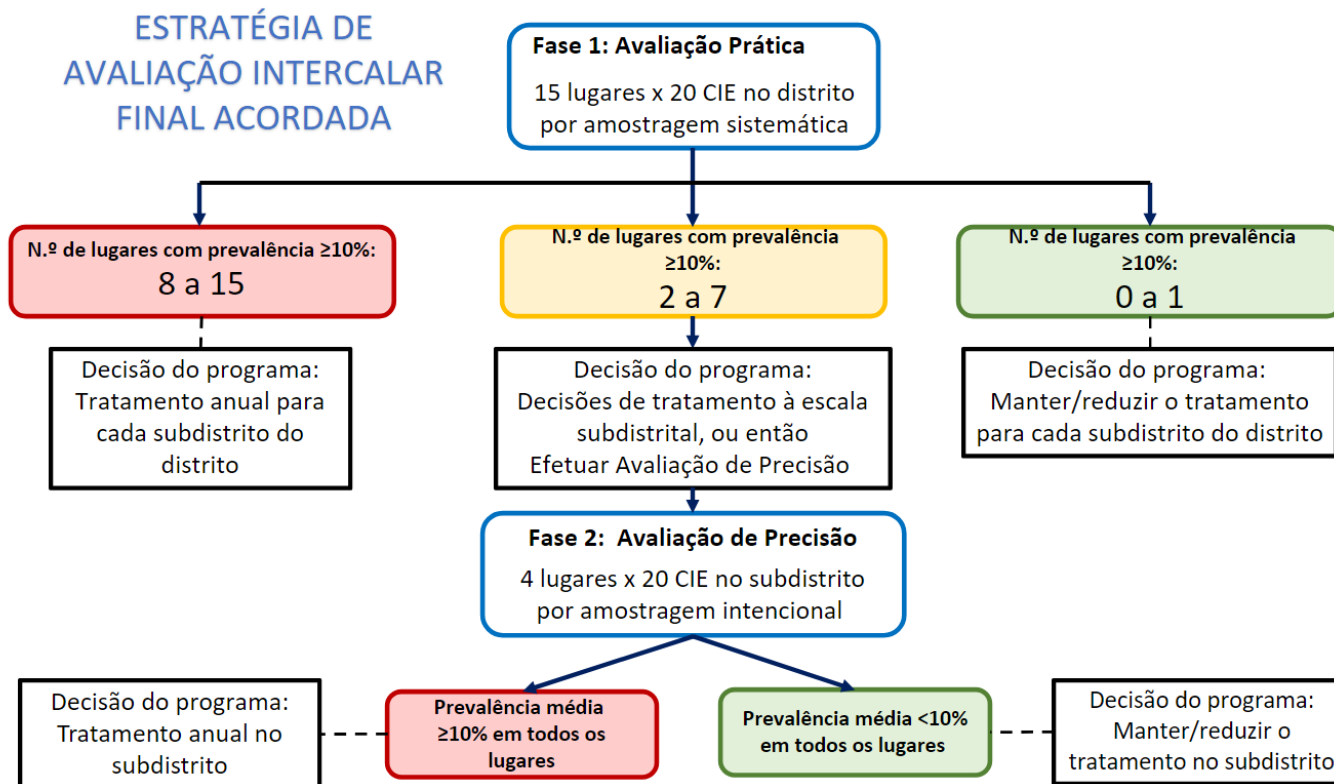 ESTRATÉGIA DE
AVALIAÇÃO INTERCALAR
FINAL ACORDADA
Fase 1: Avaliação Prática
15 lugares x 20 CIE no distrito
por amostragem sistemática
N.º de lugares com prevalência ≥10%:
8 a 15
N.º de lugares com prevalência
≥10%:
2 a 7
N.º de lugares com prevalência
≥10%:
0 a 1
Decisão do programa:
Tratamento anual para
cada subdistrito do
distrito
Decisão do programa:
Decisões de tratamento à escala
subdistrital, ou então
Efetuar Avaliação de Precisão
Decisão do programa:
Manter/reduzir o tratamento
para cada subdistrito do distrito
Fase 2: Avaliação de Precisão
4 lugares x 20 CIE no subdistrito
por amostragem intencional
Decisão do programa:
Tratamento anual no
subdistrito
Prevalência média
≥10% em todos os
lugares
Prevalência média <10%
em todos os lugares
Decisão do programa:
Manter/reduzir o
tratamento no subdistrito